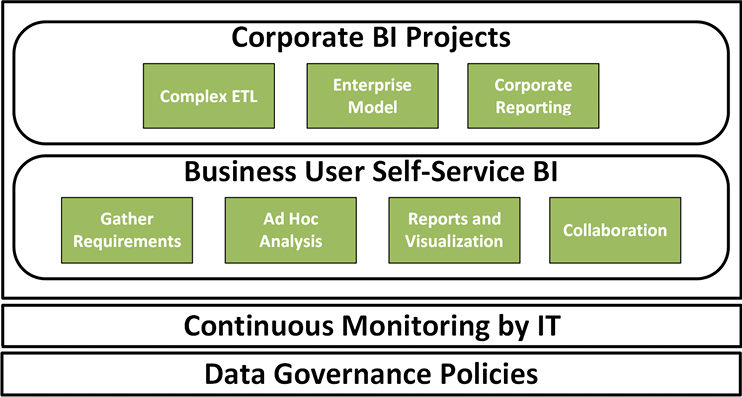 Corporate BI Projects
Complex ETL
Enterprise
Model
Corporate
Reporting
Business User Self-Service BI
Gather
Requirements
Ad Hoc
Analysis
Reports and
Visualization
Collaboration
Continuous Monitoring by IT
Data Governance Policies